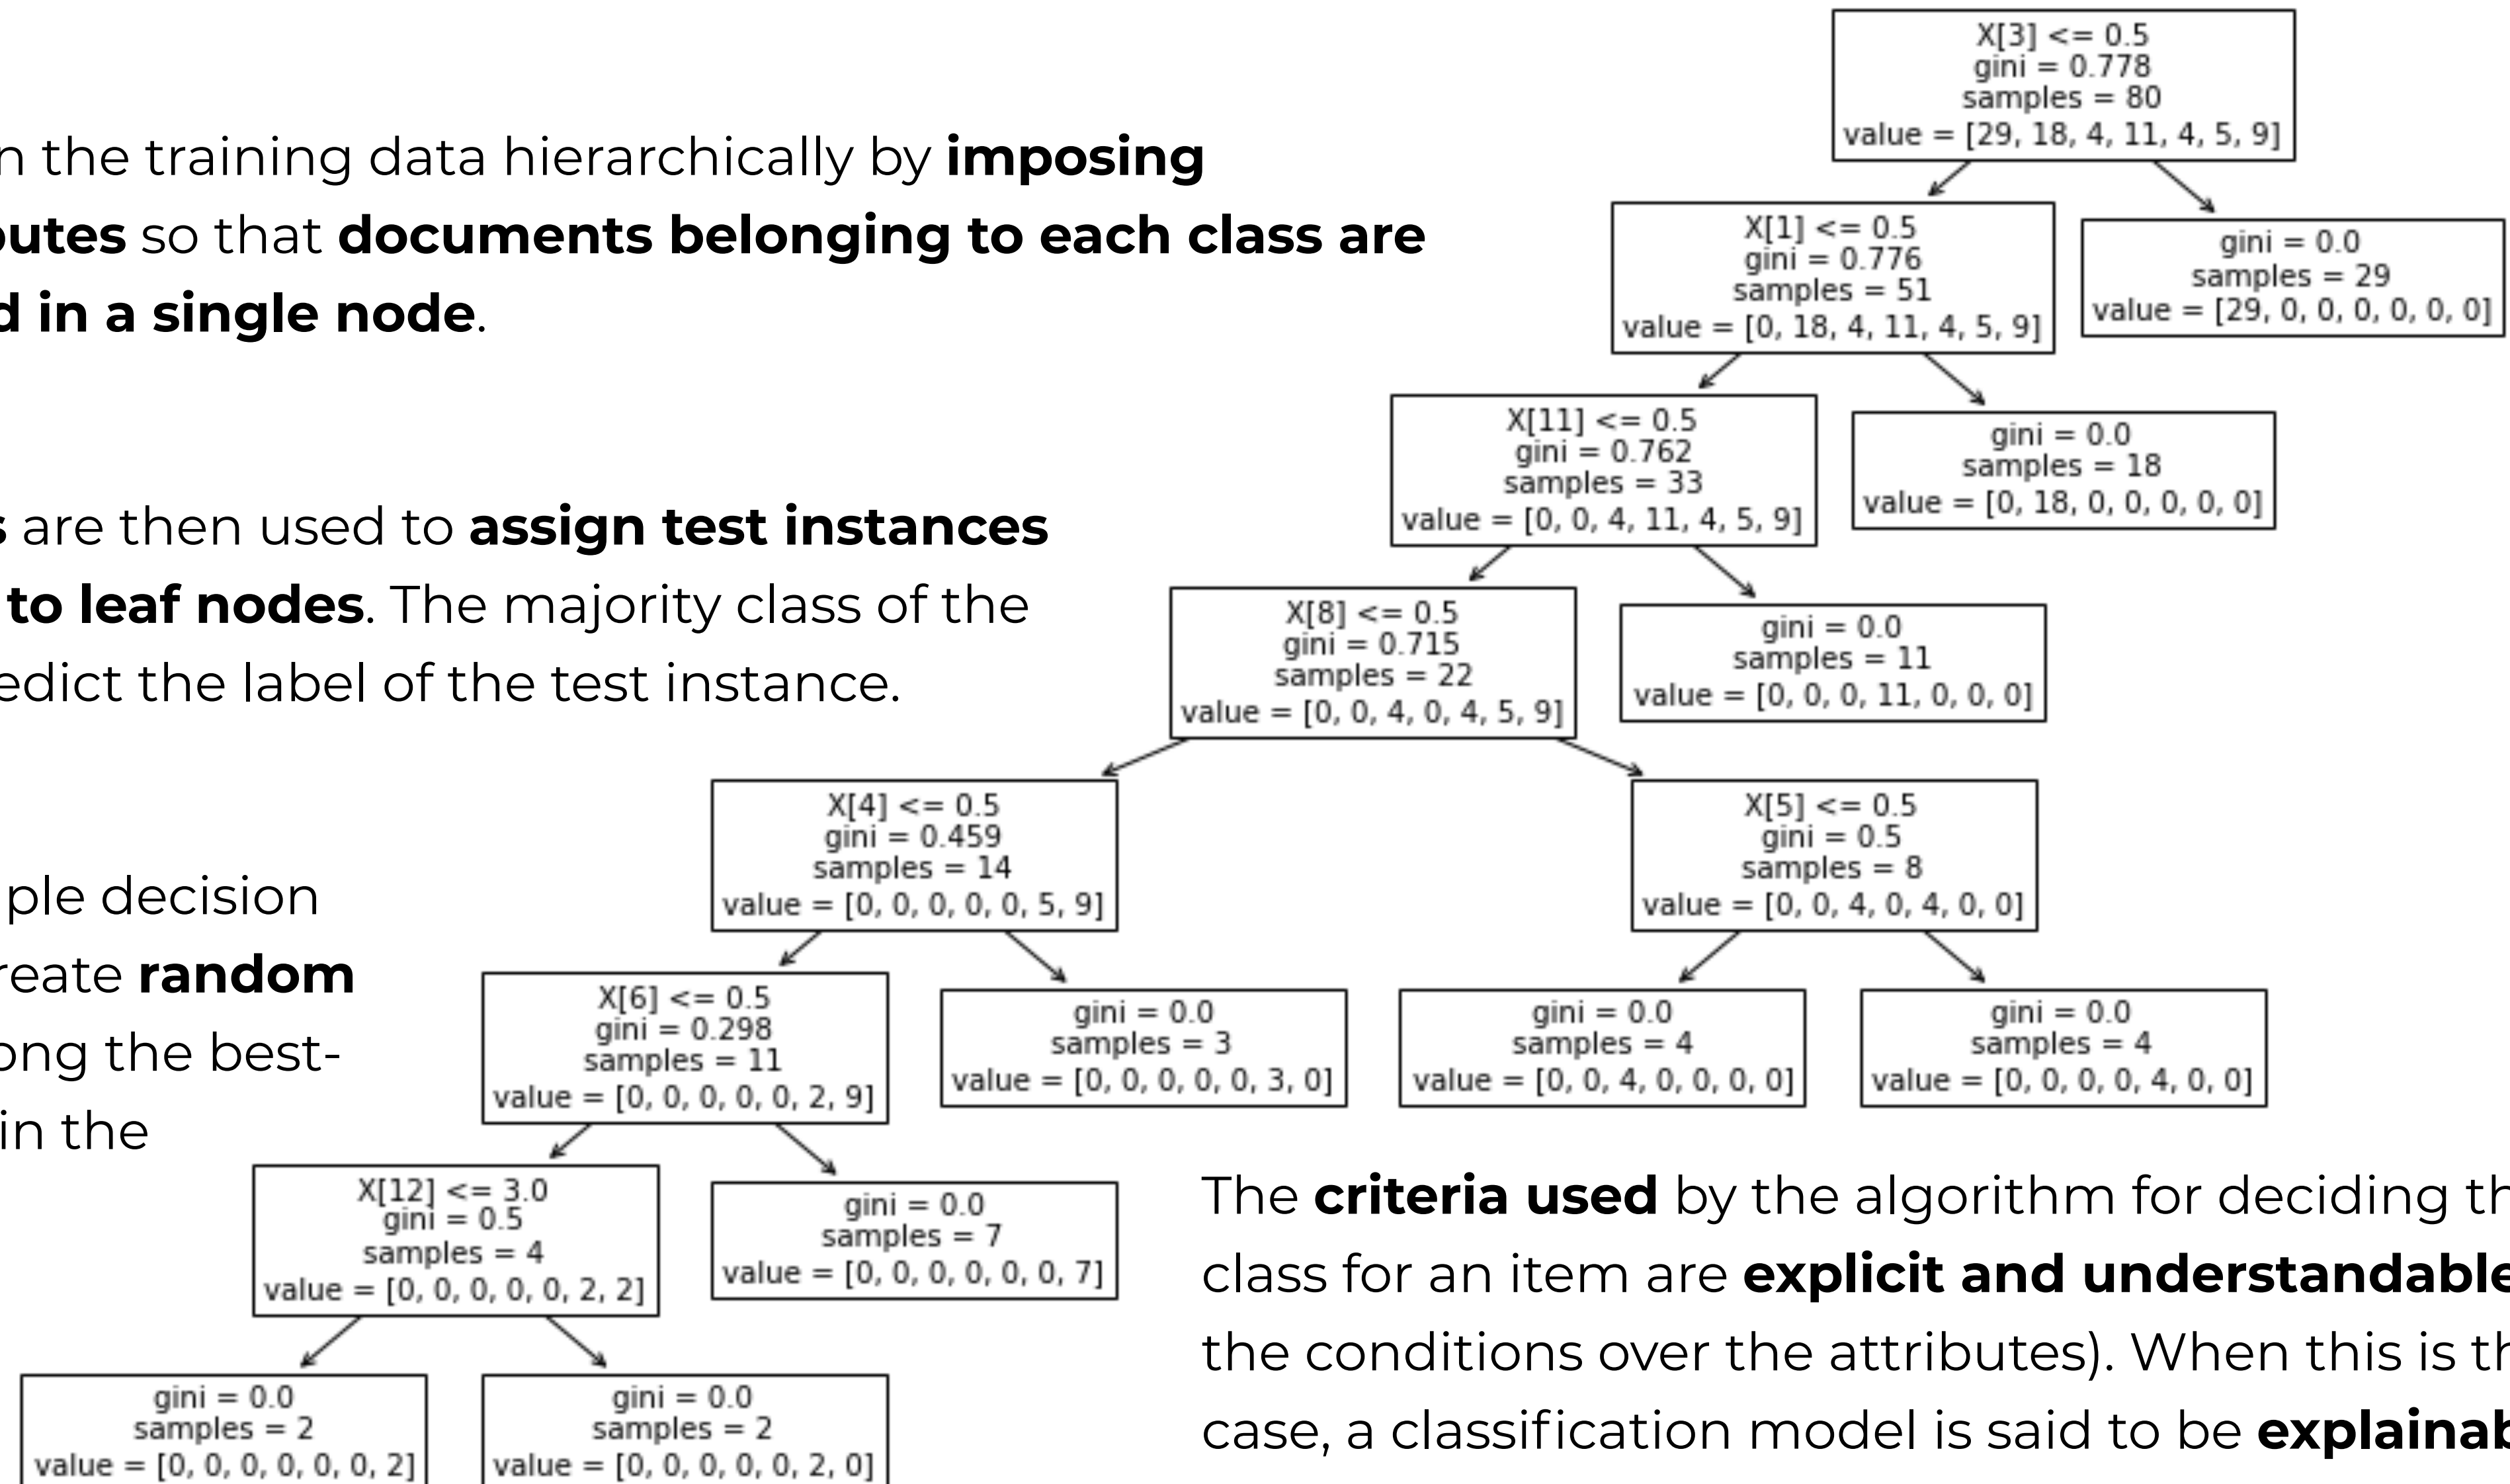 n the training data hierarchically by imposing
butes so that documents belonging to each class are
d in a single node.
s are then used to assign test instances
to leaf nodes. The majority class of the
edict the label of the test instance.
ple decision
reate random
ong the best-
in the
X[3] <= 0.5
gini = 0.778
samples = 80
value = [29, 18, 4, 11, 4, 5, 9]
X[1] <= 0.5
gini = 0.776
samples = 51
value = [0, 18, 4, 11, 4, 5, 9]
gini = 0.0
samples = 29
value = [29, 0, 0, 0, 0, 0, 0]
X[11] <= 0.5
gini = 0.762
samples = 33
value = [0, 0, 4, 11, 4, 5, 9]
gini = 0.0
samples = 18
value = [0, 18, 0, 0, 0, 0, 0]
X[8] <= 0.5
gini = 0.715
samples = 22
value = [0, 0, 4, 0, 4, 5, 9]
gini = 0.0
samples = 11
value = [0, 0, 0, 11, 0, 0, 0]
X[4] <= 0.5
gini = 0.459
samples = 14
value = [0, 0, 0, 0, 0, 5, 9]
X[5] <= 0.5
gini = 0.5
samples = 8
value = [0, 0, 4, 0, 4, 0, 0]
X[6] <= 0.5
gini = 0.298
samples = 11
value = [0, 0, 0, 0, 0, 2, 9]
gini = 0.0
samples = 3
value = [0, 0, 0, 0, 0, 3, 0]
gini = 0.0
samples = 4
value = [0, 0, 4, 0, 0, 0, 0]
gini = 0.0
samples = 4
value = [0, 0, 0, 0, 4, 0, 0]
X[12] <= 3.0
gini = 0.5
samples = 4
value = [0, 0, 0, 0, 0, 2, 2]
gini = 0.0
samples = 7
value = [0, 0, 0, 0, 0, 0, 7]
gini = 0.0
samples = 2
value = [0, 0, 0, 0, 0, 0, 2]
gini = 0.0
samples = 2
value = [0, 0, 0, 0, 0, 2, 0]
The criteria used by the algorithm for deciding th
class for an item are explicit and understandable
the conditions over the attributes). When this is th
case, a classification model is said to be explainab